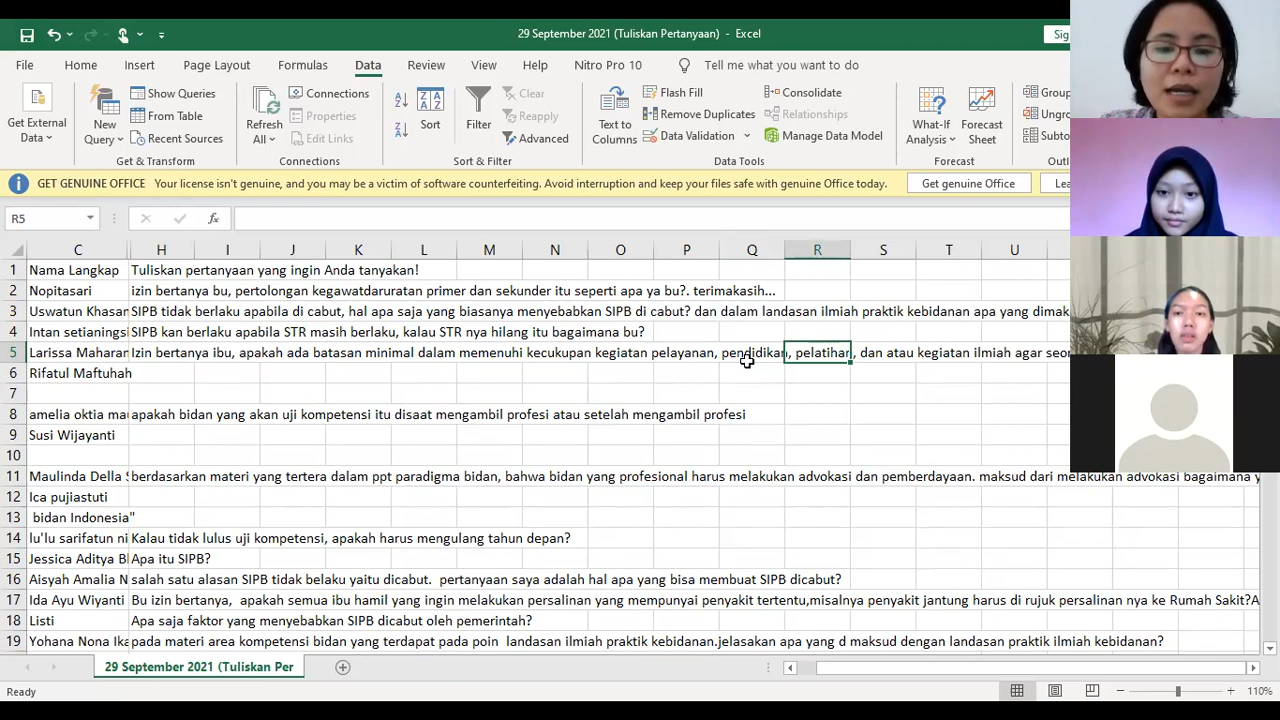 29 September 2021 (Tuliskan Pertanyaan) - Excel
Sig
File Home Insert Page Layout Formulas Data Review View Help Nitro Pro 10 Tell me what you want to do
Get External Data
New Query
Show Queries
From Table
Recent Sources
Get & Transform
Refresh All
Connections
Properties
Edit Links
Connections
Sort
Filter
Clear
Reapply
Advanced
Sort & Filter
Text to Columns
Flash Fill
Remove Duplicates
Data Validation
Consolidate
Relationships
Manage Data Model
Data Tools
What-If Analysis
Forecast Sheet
Forecast
Group
Ungro
Subto
Outl
GET GENUINE OFFICE Your license isn't genuine, and you may be a victim of software counterfeiting. Avoid interruption and keep your files safe with genuine Office today. Get genuine Office Lea
R5 fx
C H I J K L M N O P Q R S T U
1 Nama Langkap Tuliskan pertanyaan yang ingin Anda tanyakan!
2 Nopitasari izin bertanya bu, pertolongan kegawatdaruratan primer dan sekunder itu seperti apa ya bu?. terimakasih...
3 Uswatun Khasan SIPB tidak berlaku apabila di cabut, hal apa saja yang biasanya menyebabkan SIPB di cabut? dan dalam landasan ilmiah praktik kebidanan apa yang dimak
4 Intan setianingsi SIPB kan berlaku apabila STR masih berlaku, kalau STR nya hilang itu bagaimana bu?
5 Larissa Maharan Izin bertanya ibu, apakah ada batasan minimal dalam memenuhi kecukupan kegiatan pelayanan, pendidikan, pelatihan, dan atau kegiatan ilmiah agar seor
6 Rifatul Maftuhah
7
8 amelia oktia mau apakah bidan yang akan uji kompetensi itu disaat mengambil profesi atau setelah mengambil profesi
9 Susi Wijayanti
10
11 Maulinda Della S berdasarkan materi yang tertera dalam ppt paradigma bidan, bahwa bidan yang profesional harus melakukan advokasi dan pemberdayaan. maksud dari melakukan advokasi bagaimana y
12 Ica pujiastuti
13 bidan Indonesia"
14 lu'lu sarifatun ni Kalau tidak lulus uji kompetensi, apakah harus mengulang tahun depan?
15 Jessica Aditya Bl Apa itu SIPB?
16 Aisyah Amalia N salah satu alasan SIPB tidak belaku yaitu dicabut. pertanyaan saya adalah hal apa yang bisa membuat SIPB dicabut?
17 Ida Ayu Wiyanti Bu izin bertanya, apakah semua ibu hamil yang ingin melakukan persalinan yang mempunyai penyakit tertentu,misalnya penyakit jantung harus di rujuk persalinan nya ke Rumah Sakit?A
18 Listi Apa saja faktor yang menyebabkan SIPB dicabut oleh pemerintah?
19 Yohana Nona Ika pada materi area kompetensi bidan yang terdapat pada poin landasan ilmiah praktik kebidanan.jelasakan apa yang d maksud dengan landasan praktik ilmiah kebidanan?
29 September 2021 (Tuliskan Per
Ready
110%